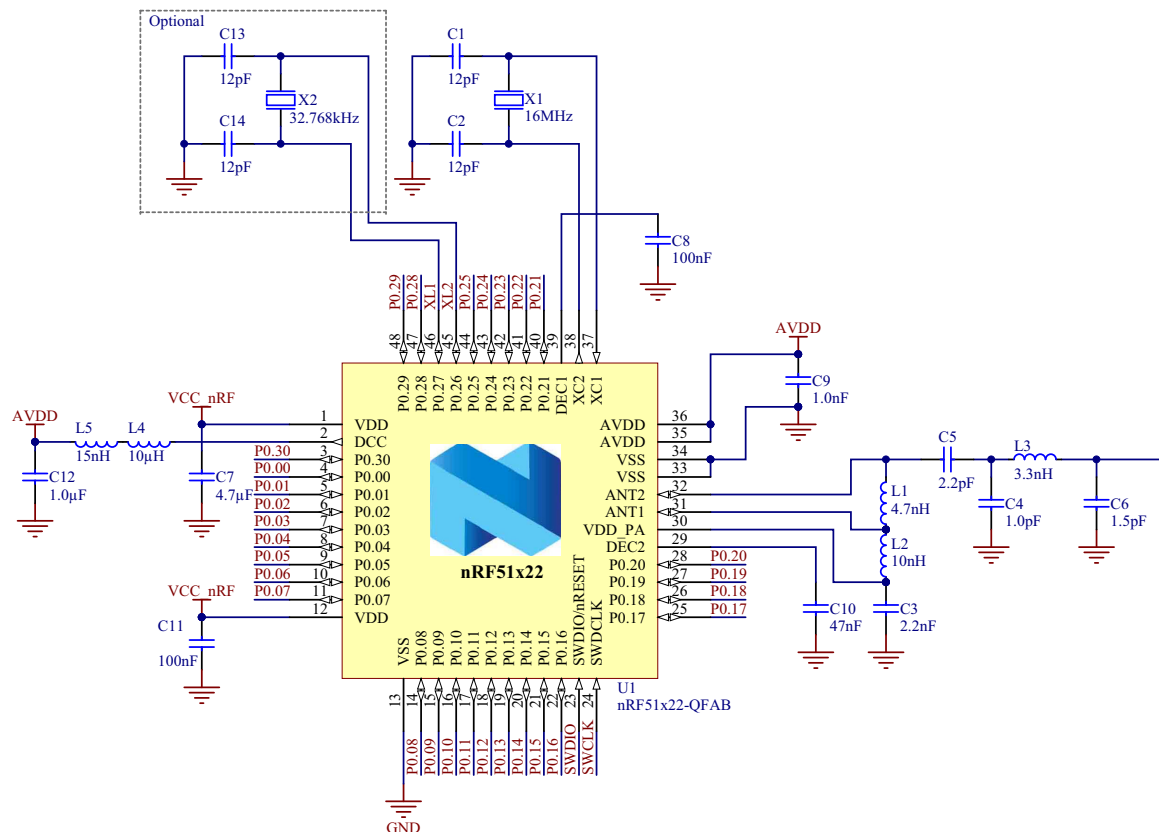 Optional
C13
12pF
X2
32.768kHz
C14
12pF
C1
12pF
X1
16MHz
C2
12pF
C8
100nF
P0.29
P0.28
XL1
XL2
P0.25
P0.24
P0.23
P0.22
P0.21
48
47
46
45
44
43
42
41
40
39
38
37
P0.29
P0.28
P0.27
P0.26
P0.25
P0.24
P0.23
P0.22
P0.21
DEC1
XC2
XC1
AVDD
L5
15nH
L4
10µH
C12
1.0µF
VCC_nRF
C7
4.7µF
P0.30
P0.00
P0.01
P0.02
P0.03
P0.04
P0.05
P0.06
P0.07
VCC_nRF
C11
100nF
1
2
3
4
5
6
7
8
9
10
11
12
VDD
DCC
P0.30
P0.00
P0.01
P0.02
P0.03
P0.04
P0.05
P0.06
P0.07
VDD
nRF51x22
AVDD
AVDD
VSS
VSS
ANT2
ANT1
VDD_PA
DEC2
P0.20
P0.19
P0.18
P0.17
36
35
34
33
32
31
30
29
28
27
26
25
P0.20
P0.19
P0.18
P0.17
AVDD
C9
1.0nF
C5
2.2pF
L3
3.3nH
L1
4.7nH
C4
1.0pF
C6
1.5pF
L2
10nH
C10
47nF
C3
2.2nF
VSS
P0.08
P0.09
P0.10
P0.11
P0.12
P0.13
P0.14
P0.15
P0.16
SWDIO/nRESET
SWDCLK
13
14
15
16
17
18
19
20
21
22
23
24
P0.08
P0.09
P0.10
P0.11
P0.12
P0.13
P0.14
P0.15
P0.16
SWDIO
SWCLK
U1
nRF51x22-QFAB
GND